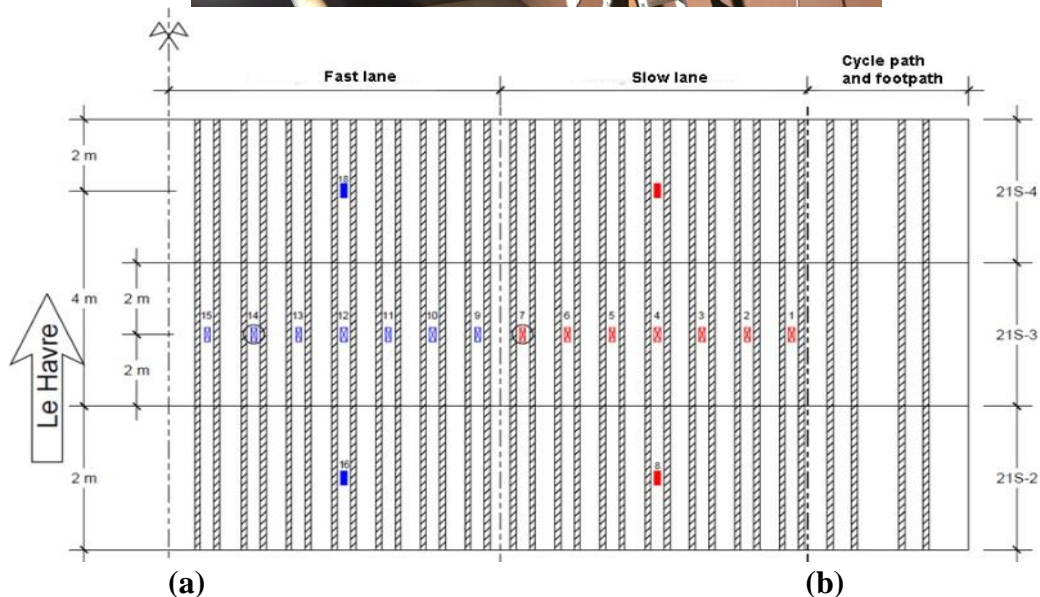 Fast lane
Slow lane
Cycle path
and footpath
2 m
18
21S-4
4 m
2 m
15 14 13 12 11 10 9 7 6 5 4 3 2 1
21S-3
2 m
Le Havre
16
8
2 m
21S-2
(a) (b)